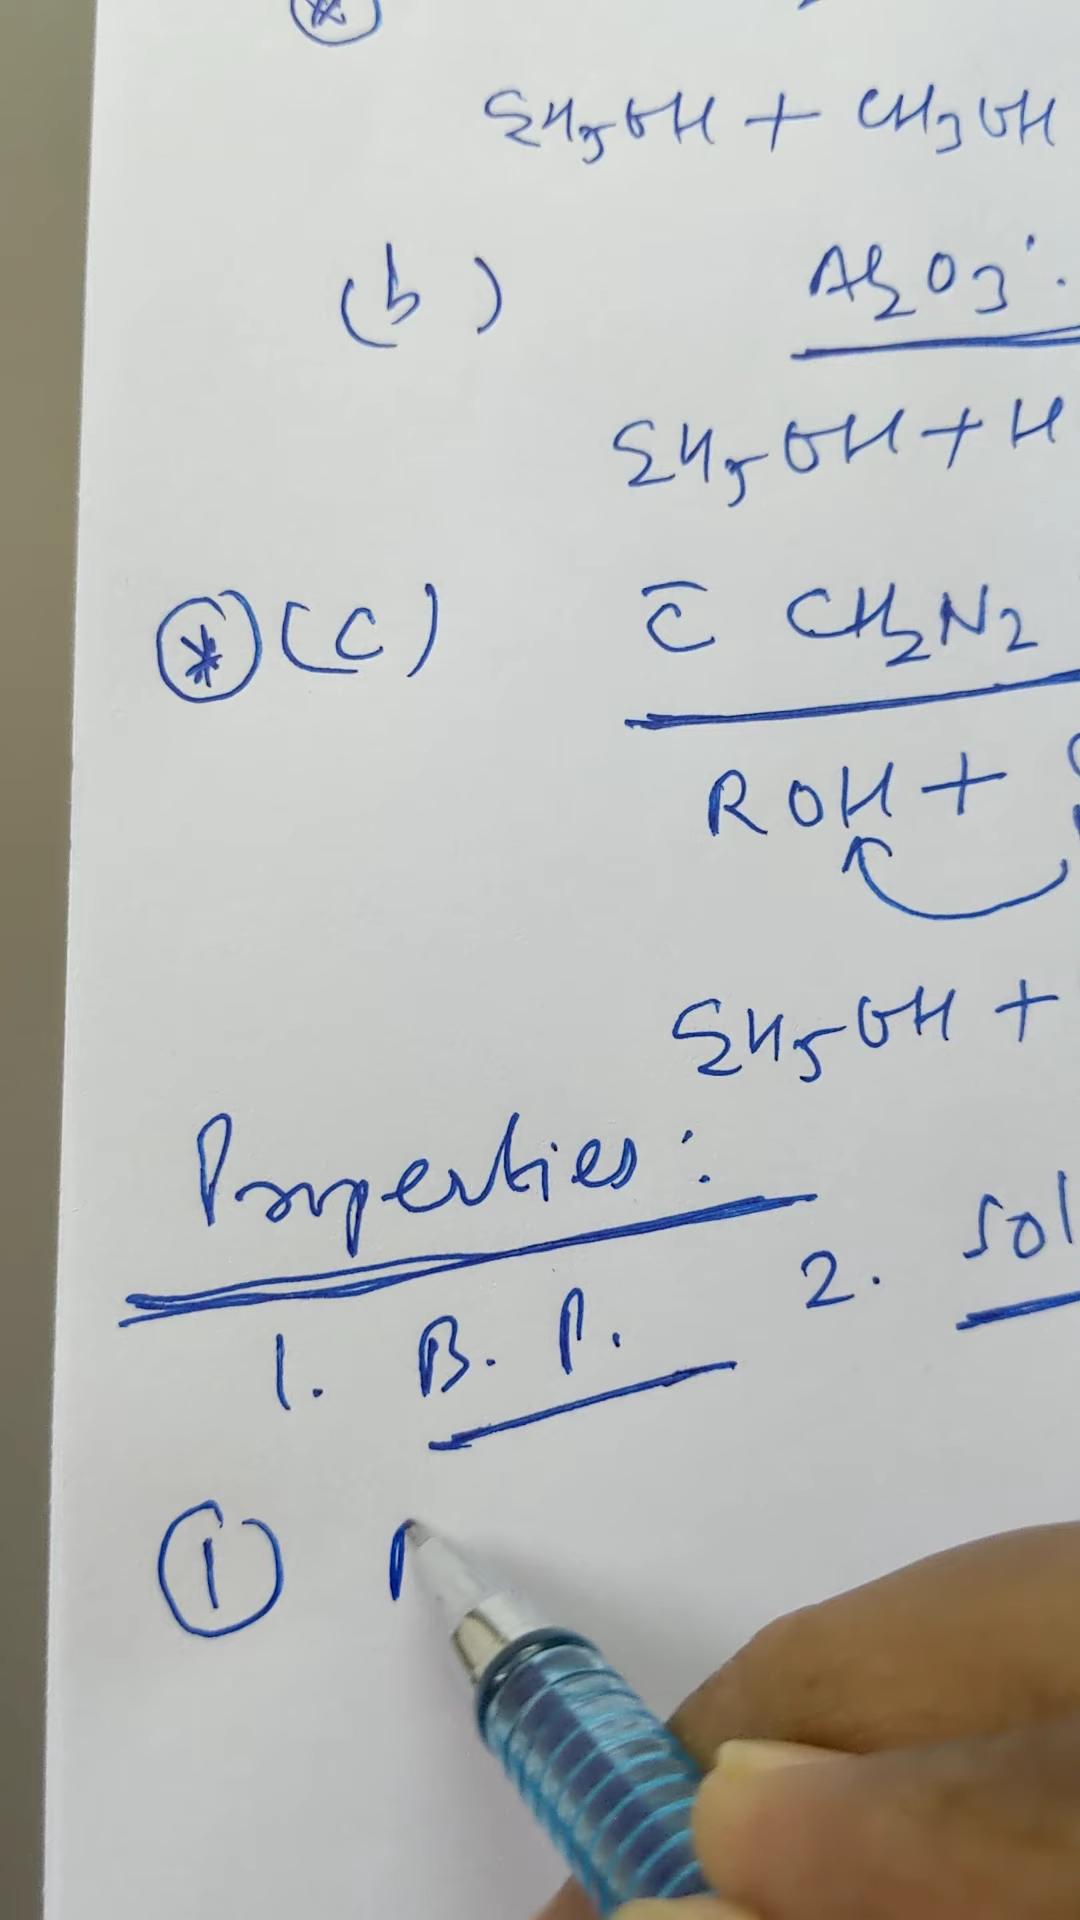 C2H5OH + CH3OH
(b) Al2O3
C2H5OH + H
* (C) c̄ CH2N2
ROH +
C2H5OH +
Properties:
1. B.P. 2. Sol
1